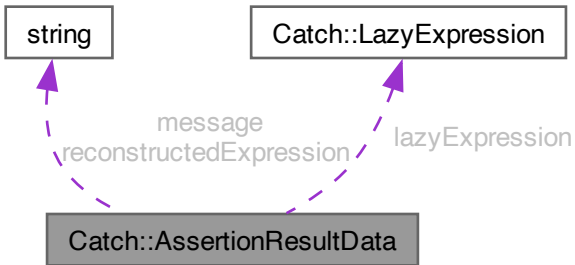 string
Catch::LazyExpression
message
reconstructedExpression
lazyExpression
Catch::AssertionResultData